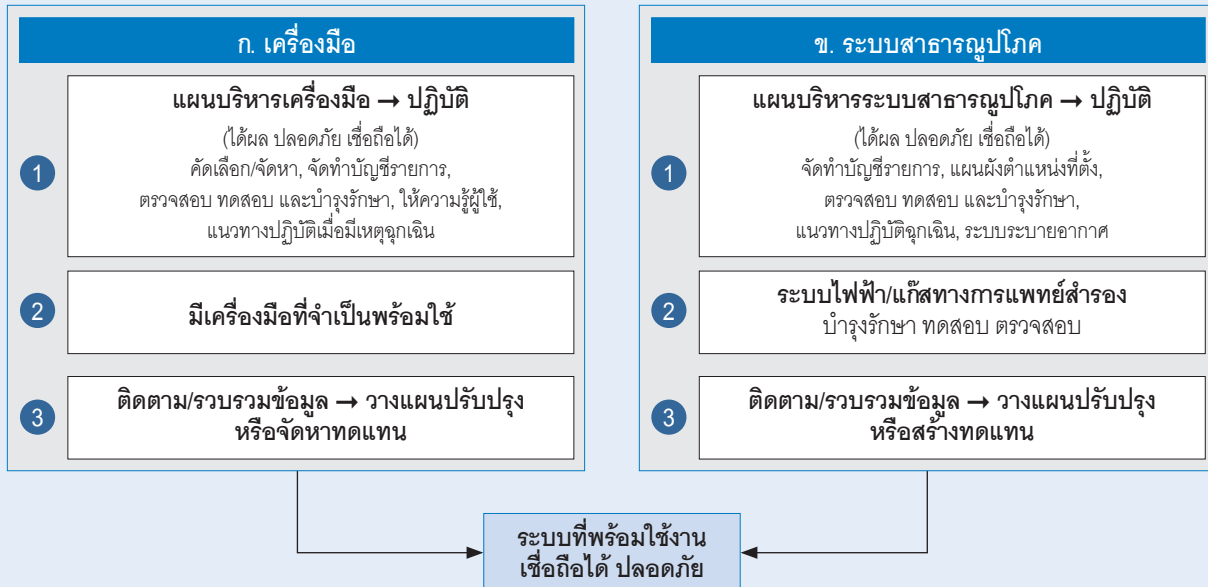 ก. เครื่องมือ
1
แผนบริหารเครื่องมือ → ปฏิบัติ
(ได้ผล ปลอดภัย เชื่อถือได้)
คัดเลือก/จัดหา, จัดทำบัญชีรายการ,
ตรวจสอบ ทดสอบ และบำรุงรักษา, ให้ความรู้ผู้ใช้,
แนวทางปฏิบัติเมื่อมีเหตุฉุกเฉิน
2
มีเครื่องมือที่จำเป็นพร้อมใช้
3
ติดตาม/รวบรวมข้อมูล → วางแผนปรับปรุง
หรือจัดหาทดแทน
ข. ระบบสาธารณูปโภค
1
แผนบริหารระบบสาธารณูปโภค → ปฏิบัติ
(ได้ผล ปลอดภัย เชื่อถือได้)
จัดทำบัญชีรายการ, แผนผังตำแหน่งที่ตั้ง,
ตรวจสอบ ทดสอบ และบำรุงรักษา,
แนวทางปฏิบัติฉุกเฉิน, ระบบระบายอากาศ
2
ระบบไฟฟ้า/แก๊สทางการแพทย์สำรอง
บำรุงรักษา ทดสอบ ตรวจสอบ
3
ติดตาม/รวบรวมข้อมูล → วางแผนปรับปรุง
หรือสร้างทดแทน
ระบบที่พร้อมใช้งาน
เชื่อถือได้ ปลอดภัย